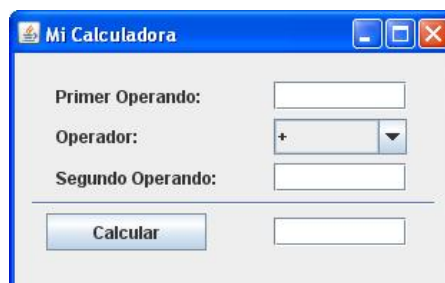 Mi Calculadora
Primer Operando:
Operador: +
Segundo Operando:
Calcular